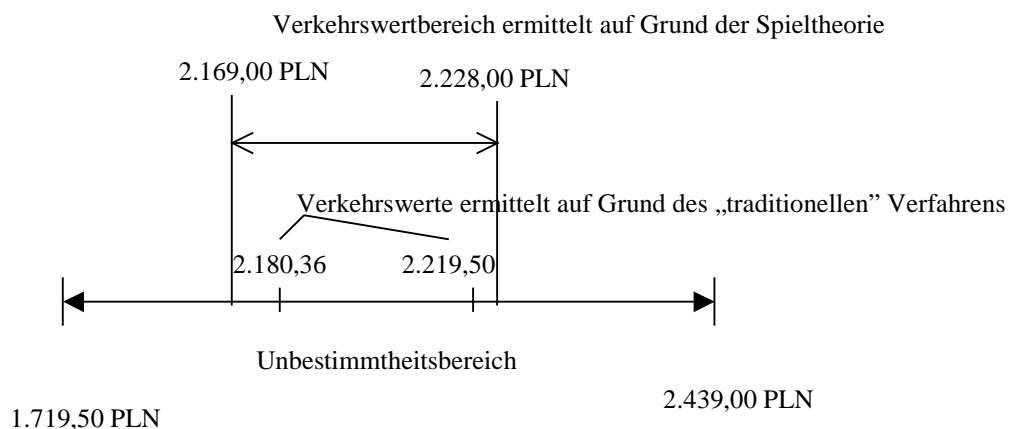 Verkehrswertbereich ermittelt auf Grund der Spieltheorie
2.169,00 PLN
2.228,00 PLN
Verkehrswerte ermittelt auf Grund des „traditionellen” Verfahrens
2.180,36
2.219,50
Unbestimmtheitsbereich
2.439,00 PLN
1.719,50 PLN